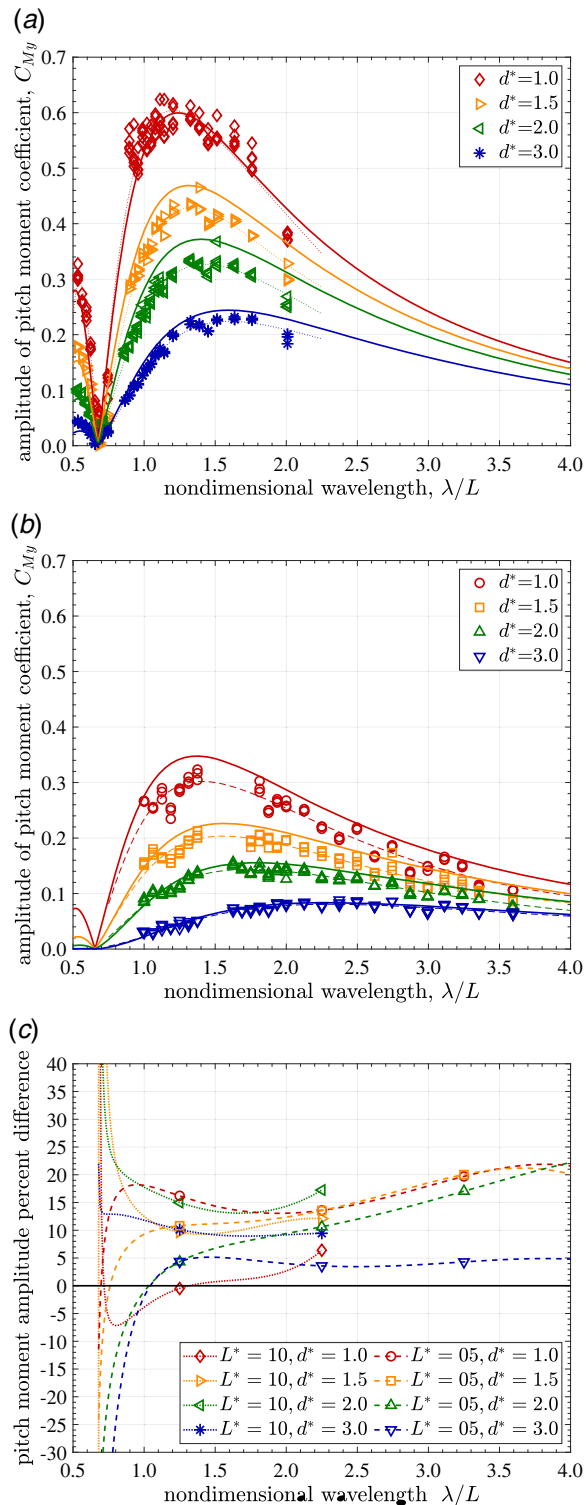 (a)
amplitude of pitch moment coefficient, C_{My}
0.7
0.6
0.5
0.4
0.3
0.2
0.1
0.0
d*=1.0
d*=1.5
d*=2.0
d*=3.0
0.5 1.0 1.5 2.0 2.5 3.0 3.5 4.0
nondimensional wavelength, λ/L
(b)
amplitude of pitch moment coefficient, C_{My}
0.7
0.6
0.5
0.4
0.3
0.2
0.1
0.0
d*=1.0
d*=1.5
d*=2.0
d*=3.0
0.5 1.0 1.5 2.0 2.5 3.0 3.5 4.0
nondimensional wavelength, λ/L
(c)
pitch moment amplitude percent difference
40
35
30
25
20
15
10
5
0
-5
-10
-15
-20
-25
-30
L* = 10, d* = 1.0
L* = 10, d* = 1.5
L* = 10, d* = 2.0
L* = 10, d* = 3.0
L* = 05, d* = 1.0
L* = 05, d* = 1.5
L* = 05, d* = 2.0
L* = 05, d* = 3.0
0.5 1.0 1.5 2.0 2.5 3.0 3.5 4.0
nondimensional wavelength, λ/L